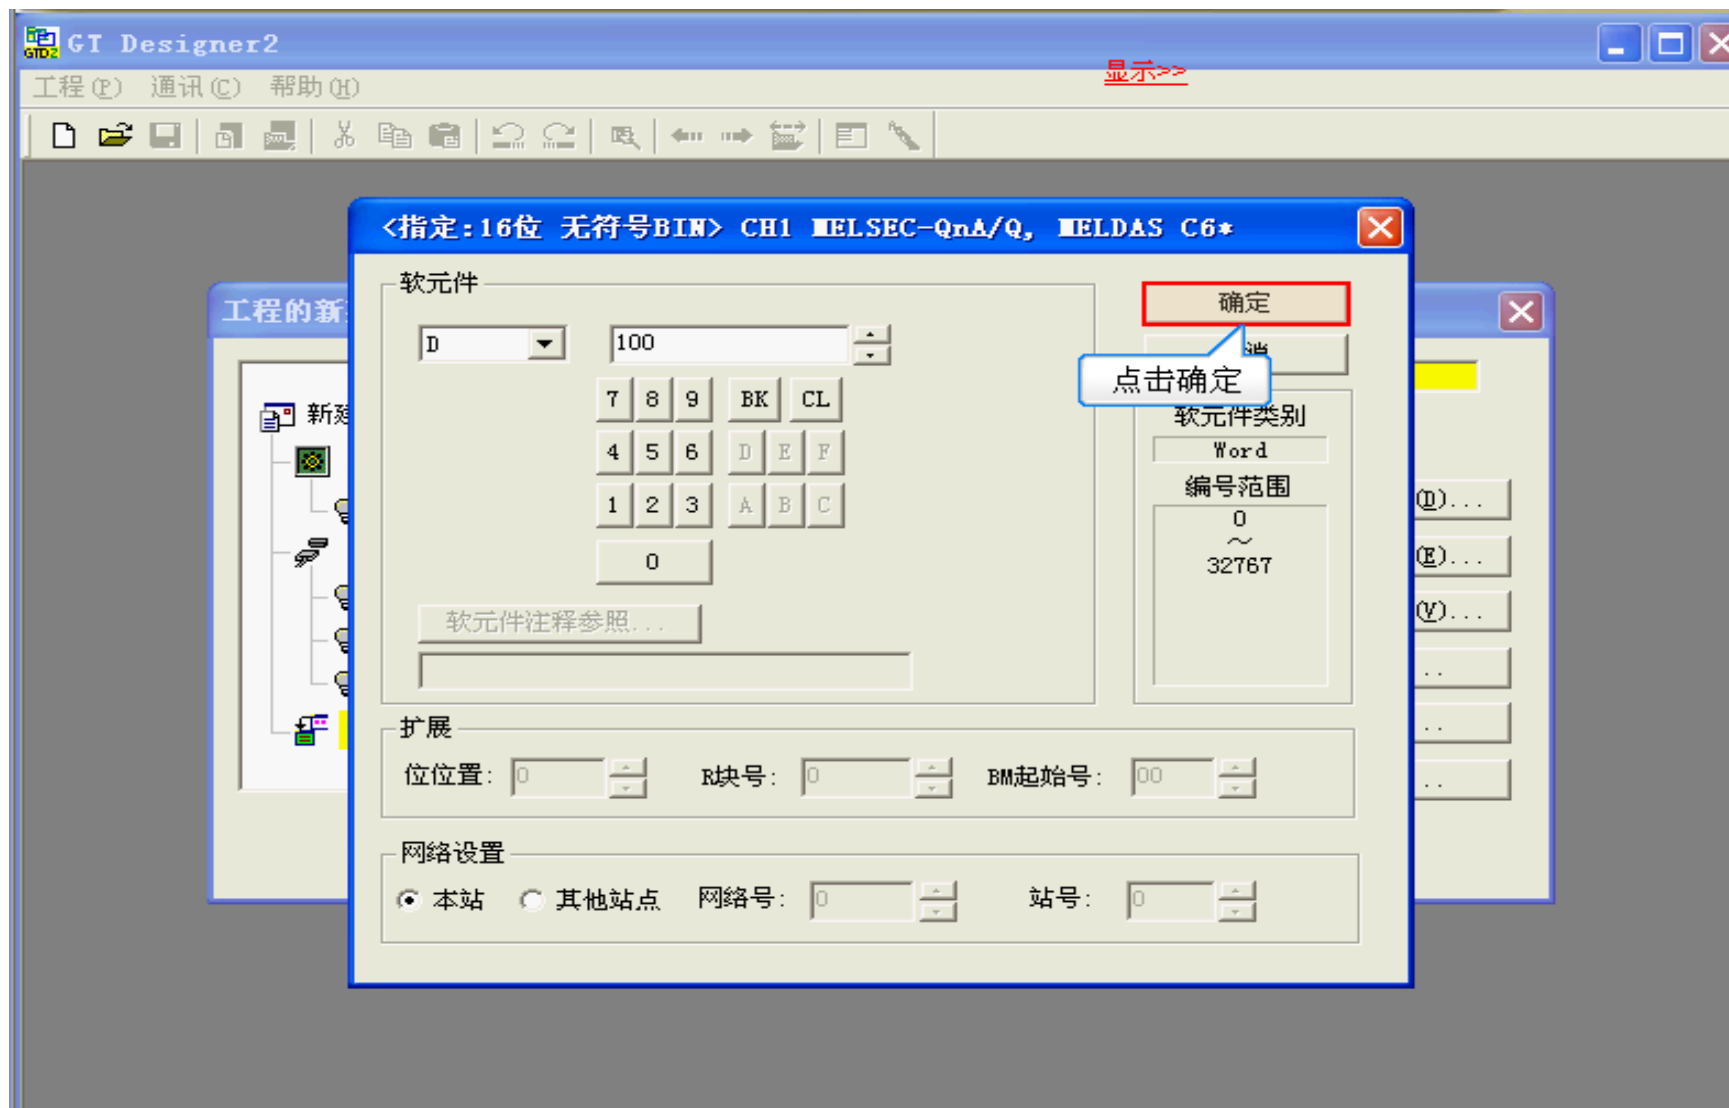 GT Designer2
工程(P) 通讯(C) 帮助(H)
显示>>
<指定:16位 无符号BIN> CH1 MELSEC-QnA/Q, MELDAS C6*
工程的新
新建
软元件
D 100
7 8 9 BK CL
4 5 6 D E F
1 2 3 A B C
0
软元件注释参照...
确定
消
点击确定
软元件类别
Word
编号范围
0
～
32767
(D)...
(E)...
(V)...
..
..
..
扩展
位位置: 0 R块号: 0 BM起始号: 00
网络设置
本站 其他站点 网络号: 0 站号: 0